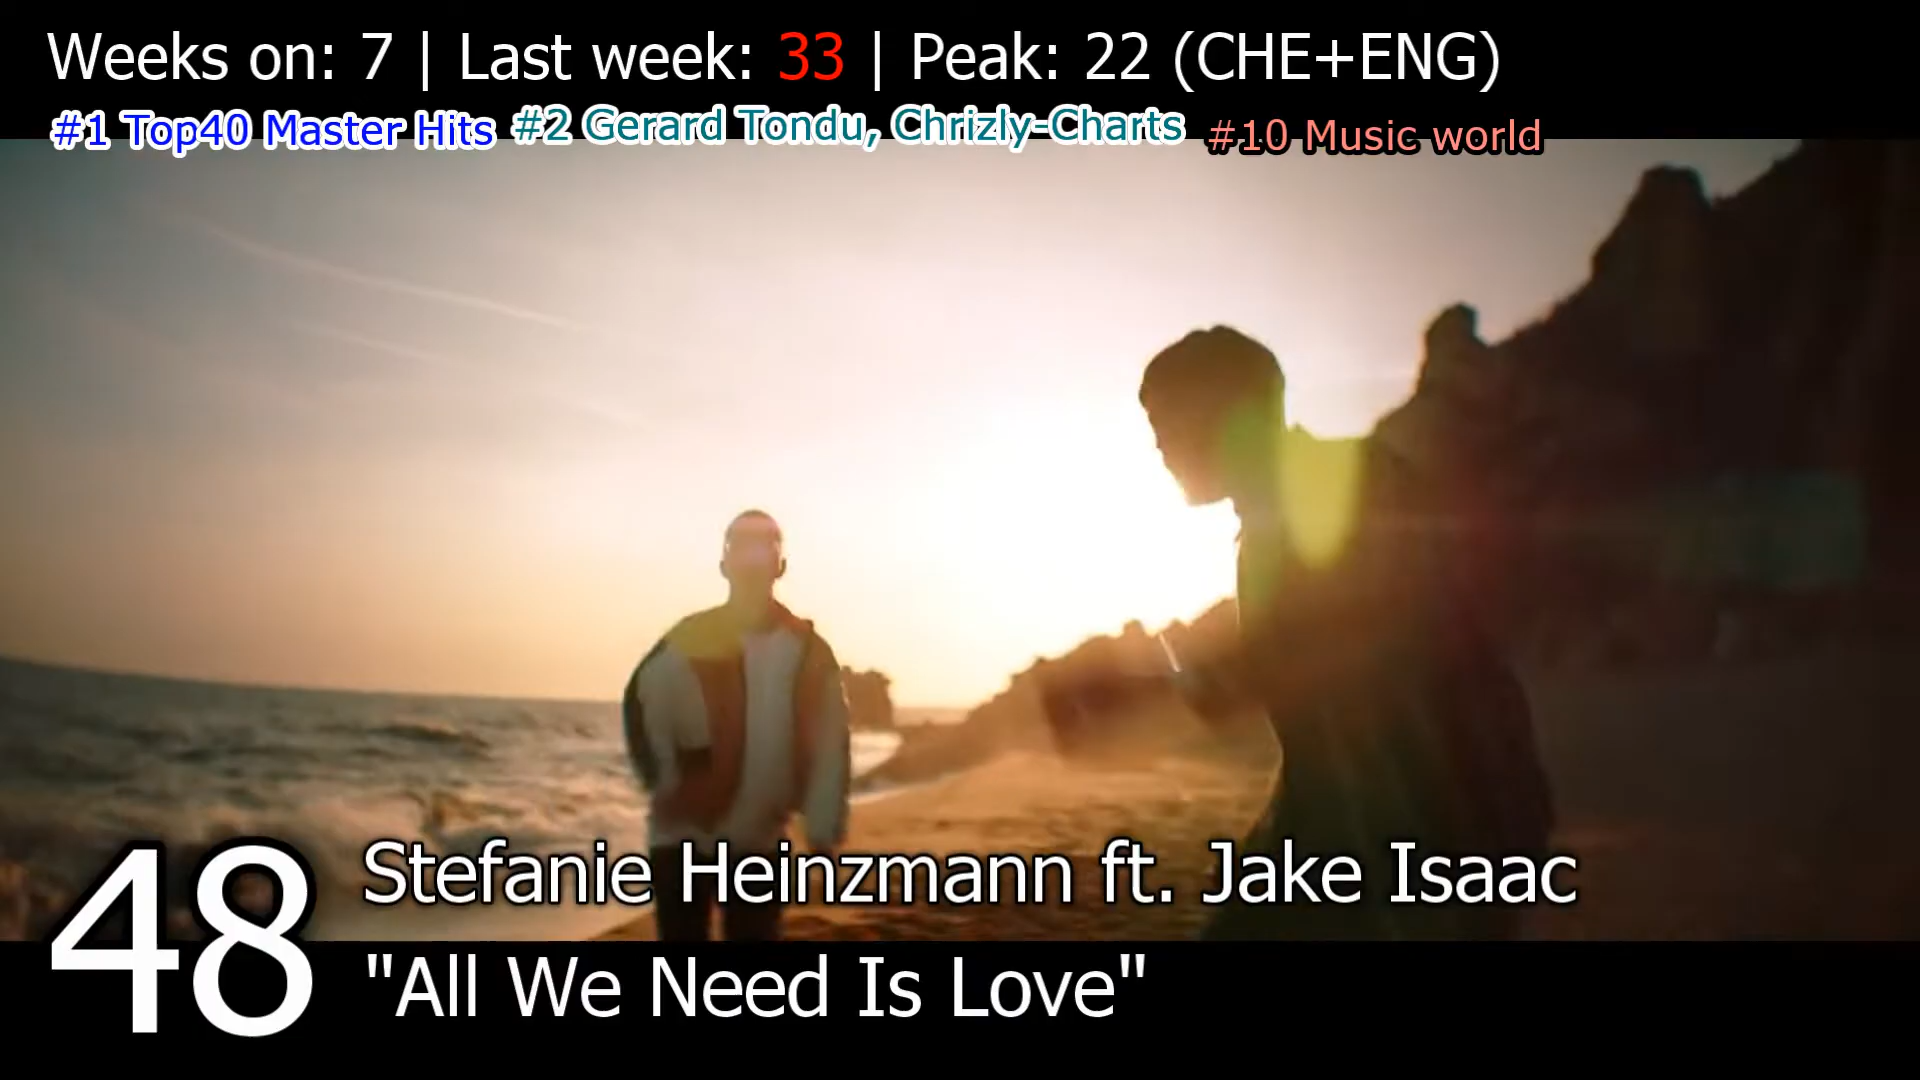 Weeks on: 7 | Last week: 33 | Peak: 22 (CHE+ENG)
#1 Top40 Master Hits #2 Gerard Tondu, Chrizly-Charts #10 Music world
48
Stefanie Heinzmann ft. Jake Isaac
"All We Need Is Love"